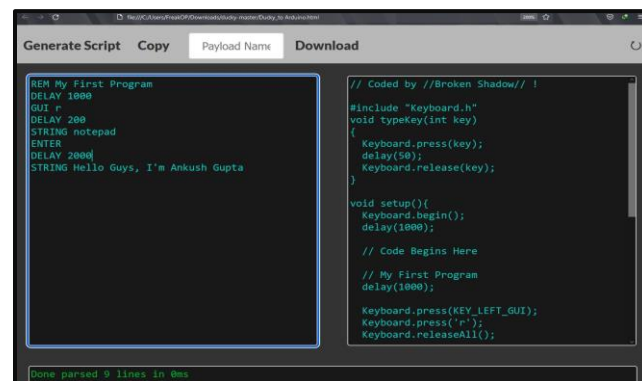 file:///C:/Users/FreakOP/Downloads/ducky-master/Ducky_to Arduino.html
Generate Script Copy Payload Name Download
REM My First Program
DELAY 1000
GUI r
DELAY 200
STRING notepad
ENTER
DELAY 2000
STRING Hello Guys, I'm Ankush Gupta
// Coded by //Broken Shadow// !
#include "Keyboard.h"
void typeKey(int key)
{
Keyboard.press(key);
delay(50);
Keyboard.release(key);
}
void setup(){
Keyboard.begin();
delay(1000);
// Code Begins Here
// My First Program
delay(1000);
Keyboard.press(KEY_LEFT_GUI);
Keyboard.press('r');
Keyboard.releaseAll();
Done parsed 9 lines in 0ms